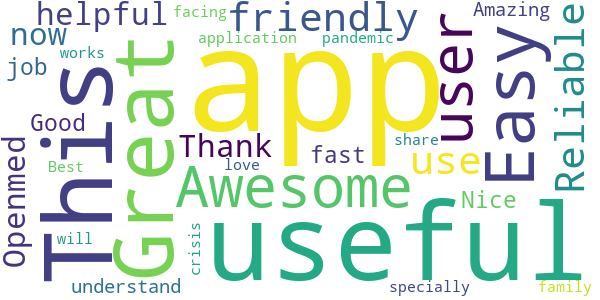 helpful
facing
friendly
Amazing
now
application
pandemic
job
works
app
user
Easy
Reliable
This
Great
Good
Thank
fast
share
use
love
Openmed
Best
Awesome
Nice
useful
will
crisis
understand
specially
family